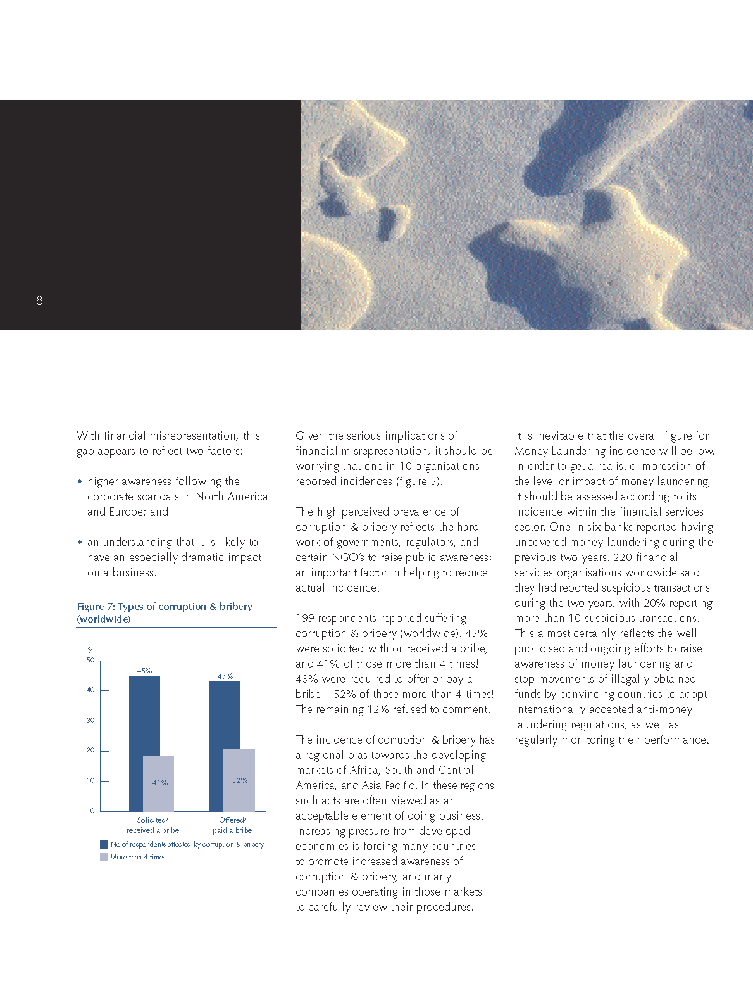 8
With financial misrepresentation, this
gap appears to reflect two factors:
• higher awareness following the
corporate scandals in North America
and Europe; and
• an understanding that it is likely to
have an especially dramatic impact
on a business.
Figure 7: Types of corruption & bribery
(worldwide)
%
50
40
30
20
10
0
45%
43%
41%
52%
Solicited/
received a bribe
Offered/
paid a bribe
No of respondents affected by corruption & bribery
More than 4 times
Given the serious implications of
financial misrepresentation, it should be
worrying that one in 10 organisations
reported incidences (figure 5).
The high perceived prevalence of
corruption & bribery reflects the hard
work of governments, regulators, and
certain NGO's to raise public awareness;
an important factor in helping to reduce
actual incidence.
199 respondents reported suffering
corruption & bribery (worldwide). 45%
were solicited with or received a bribe,
and 41% of those more than 4 times!
43% were required to offer or pay a
bribe – 52% of those more than 4 times!
The remaining 12% refused to comment.
The incidence of corruption & bribery has
a regional bias towards the developing
markets of Africa, South and Central
America, and Asia Pacific. In these regions
such acts are often viewed as an
acceptable element of doing business.
Increasing pressure from developed
economies is forcing many countries
to promote increased awareness of
corruption & bribery, and many
companies operating in those markets
to carefully review their procedures.
It is inevitable that the overall figure for
Money Laundering incidence will be low.
In order to get a realistic impression of
the level or impact of money laundering,
it should be assessed according to its
incidence within the financial services
sector. One in six banks reported having
uncovered money laundering during the
previous two years. 220 financial
services organisations worldwide said
they had reported suspicious transactions
during the two years, with 20% reporting
more than 10 suspicious transactions.
This almost certainly reflects the well
publicised and ongoing efforts to raise
awareness of money laundering and
stop movements of illegally obtained
funds by convincing countries to adopt
internationally accepted anti-money
laundering regulations, as well as
regularly monitoring their performance.